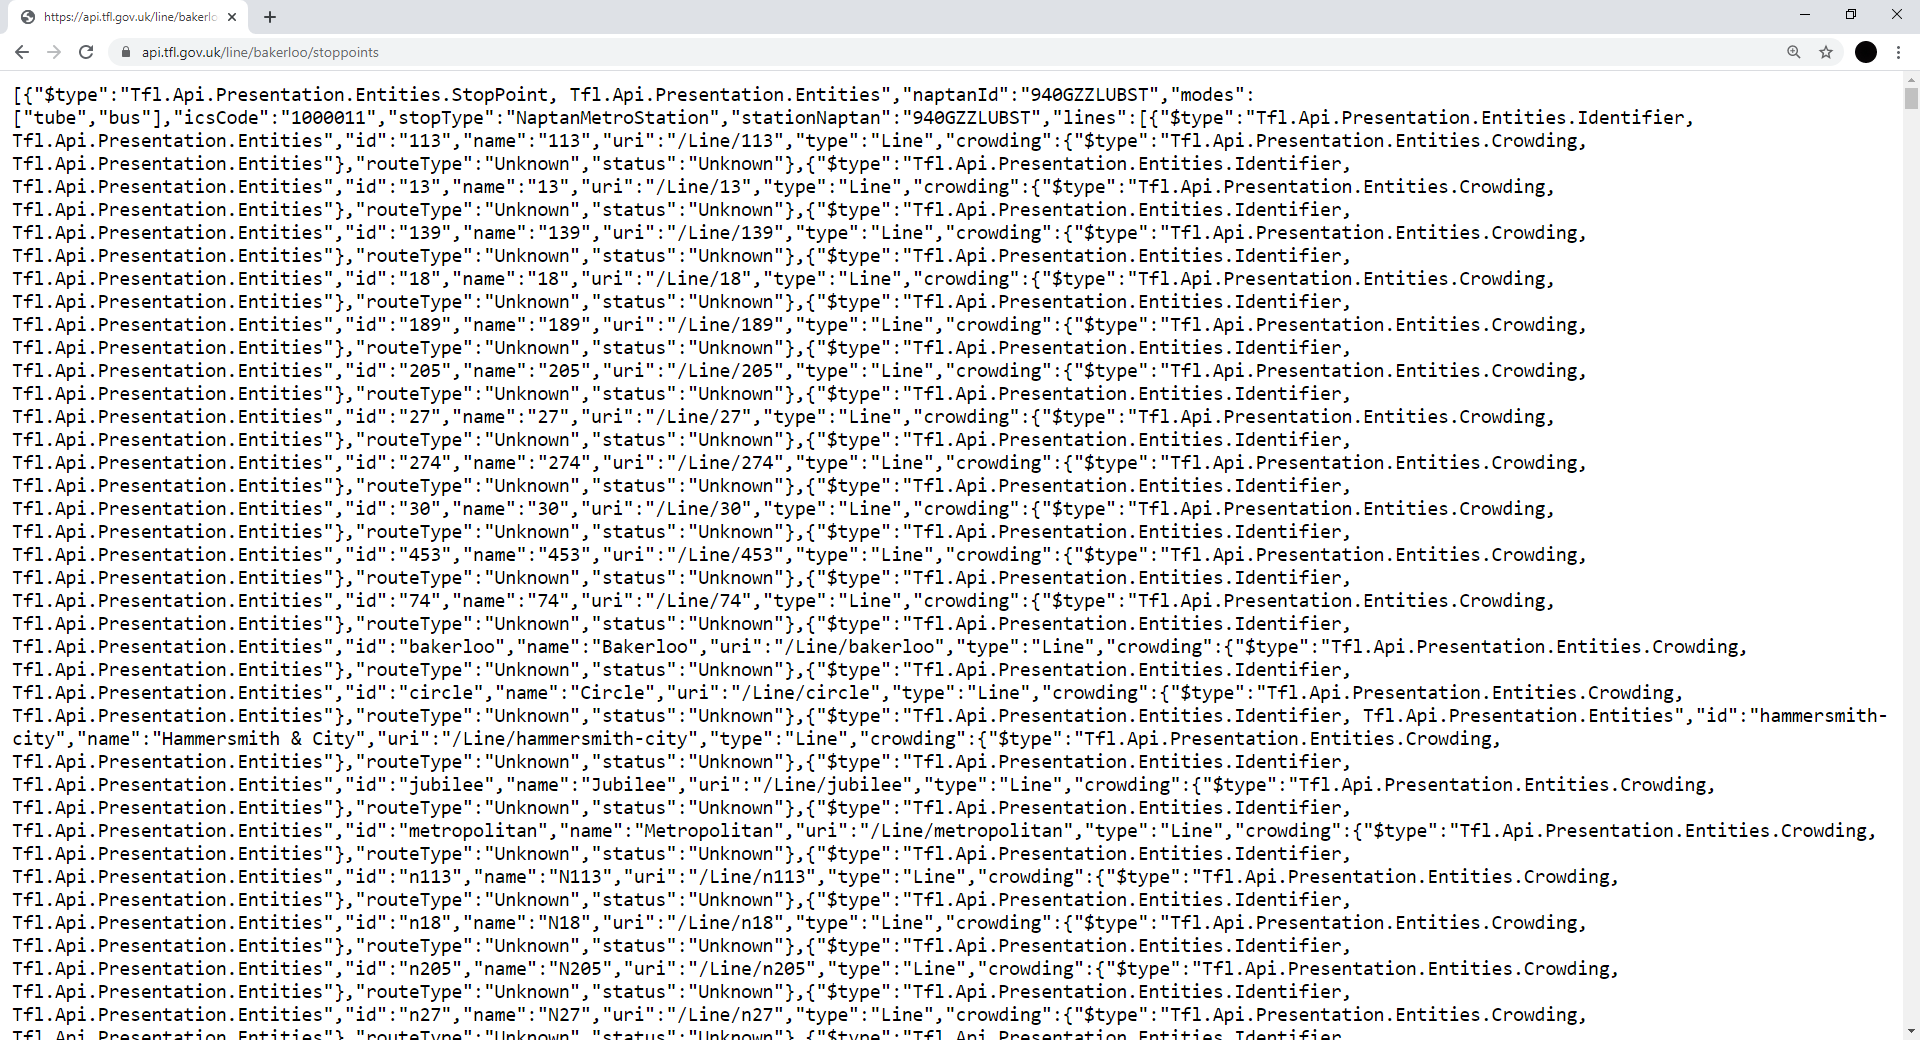 https://api.tfl.gov.uk/line/bakerlo
api.tfl.gov.uk/line/bakerloo/stoppoints
[{"$type":"Tfl.Api.Presentation.Entities.StopPoint, Tfl.Api.Presentation.Entities","naptanId":"940GZZLUBST","modes":
["tube","bus"],"icsCode":"1000011","stopType":"NaptanMetroStation","stationNaptan":"940GZZLUBST","lines":[{"$type":"Tfl.Api.Presentation.Entities.Identifier,
Tfl.Api.Presentation.Entities","id":"113","name":"113","uri":"/Line/113","type":"Line","crowding":{"$type":"Tfl.Api.Presentation.Entities.Crowding,
Tfl.Api.Presentation.Entities"},"routeType":"Unknown","status":"Unknown"},{"$type":"Tfl.Api.Presentation.Entities.Identifier,
Tfl.Api.Presentation.Entities","id":"13","name":"13","uri":"/Line/13","type":"Line","crowding":{"$type":"Tfl.Api.Presentation.Entities.Crowding,
Tfl.Api.Presentation.Entities"},"routeType":"Unknown","status":"Unknown"},{"$type":"Tfl.Api.Presentation.Entities.Identifier,
Tfl.Api.Presentation.Entities","id":"139","name":"139","uri":"/Line/139","type":"Line","crowding":{"$type":"Tfl.Api.Presentation.Entities.Crowding,
Tfl.Api.Presentation.Entities"},"routeType":"Unknown","status":"Unknown"},{"$type":"Tfl.Api.Presentation.Entities.Identifier,
Tfl.Api.Presentation.Entities","id":"18","name":"18","uri":"/Line/18","type":"Line","crowding":{"$type":"Tfl.Api.Presentation.Entities.Crowding,
Tfl.Api.Presentation.Entities"},"routeType":"Unknown","status":"Unknown"},{"$type":"Tfl.Api.Presentation.Entities.Identifier,
Tfl.Api.Presentation.Entities","id":"189","name":"189","uri":"/Line/189","type":"Line","crowding":{"$type":"Tfl.Api.Presentation.Entities.Crowding,
Tfl.Api.Presentation.Entities"},"routeType":"Unknown","status":"Unknown"},{"$type":"Tfl.Api.Presentation.Entities.Identifier,
Tfl.Api.Presentation.Entities","id":"205","name":"205","uri":"/Line/205","type":"Line","crowding":{"$type":"Tfl.Api.Presentation.Entities.Crowding,
Tfl.Api.Presentation.Entities"},"routeType":"Unknown","status":"Unknown"},{"$type":"Tfl.Api.Presentation.Entities.Identifier,
Tfl.Api.Presentation.Entities","id":"27","name":"27","uri":"/Line/27","type":"Line","crowding":{"$type":"Tfl.Api.Presentation.Entities.Crowding,
Tfl.Api.Presentation.Entities"},"routeType":"Unknown","status":"Unknown"},{"$type":"Tfl.Api.Presentation.Entities.Identifier,
Tfl.Api.Presentation.Entities","id":"274","name":"274","uri":"/Line/274","type":"Line","crowding":{"$type":"Tfl.Api.Presentation.Entities.Crowding,
Tfl.Api.Presentation.Entities"},"routeType":"Unknown","status":"Unknown"},{"$type":"Tfl.Api.Presentation.Entities.Identifier,
Tfl.Api.Presentation.Entities","id":"30","name":"30","uri":"/Line/30","type":"Line","crowding":{"$type":"Tfl.Api.Presentation.Entities.Crowding,
Tfl.Api.Presentation.Entities"},"routeType":"Unknown","status":"Unknown"},{"$type":"Tfl.Api.Presentation.Entities.Identifier,
Tfl.Api.Presentation.Entities","id":"453","name":"453","uri":"/Line/453","type":"Line","crowding":{"$type":"Tfl.Api.Presentation.Entities.Crowding,
Tfl.Api.Presentation.Entities"},"routeType":"Unknown","status":"Unknown"},{"$type":"Tfl.Api.Presentation.Entities.Identifier,
Tfl.Api.Presentation.Entities","id":"74","name":"74","uri":"/Line/74","type":"Line","crowding":{"$type":"Tfl.Api.Presentation.Entities.Crowding,
Tfl.Api.Presentation.Entities"},"routeType":"Unknown","status":"Unknown"},{"$type":"Tfl.Api.Presentation.Entities.Identifier,
Tfl.Api.Presentation.Entities","id":"bakerloo","name":"Bakerloo","uri":"/Line/bakerloo","type":"Line","crowding":{"$type":"Tfl.Api.Presentation.Entities.Crowding,
Tfl.Api.Presentation.Entities"},"routeType":"Unknown","status":"Unknown"},{"$type":"Tfl.Api.Presentation.Entities.Identifier,
Tfl.Api.Presentation.Entities","id":"circle","name":"Circle","uri":"/Line/circle","type":"Line","crowding":{"$type":"Tfl.Api.Presentation.Entities.Crowding,
Tfl.Api.Presentation.Entities"},"routeType":"Unknown","status":"Unknown"},{"$type":"Tfl.Api.Presentation.Entities.Identifier, Tfl.Api.Presentation.Entities","id":"hammersmith-
city","name":"Hammersmith & City","uri":"/Line/hammersmith-city","type":"Line","crowding":{"$type":"Tfl.Api.Presentation.Entities.Crowding,
Tfl.Api.Presentation.Entities"},"routeType":"Unknown","status":"Unknown"},{"$type":"Tfl.Api.Presentation.Entities.Identifier,
Tfl.Api.Presentation.Entities","id":"jubilee","name":"Jubilee","uri":"/Line/jubilee","type":"Line","crowding":{"$type":"Tfl.Api.Presentation.Entities.Crowding,
Tfl.Api.Presentation.Entities"},"routeType":"Unknown","status":"Unknown"},{"$type":"Tfl.Api.Presentation.Entities.Identifier,
Tfl.Api.Presentation.Entities","id":"metropolitan","name":"Metropolitan","uri":"/Line/metropolitan","type":"Line","crowding":{"$type":"Tfl.Api.Presentation.Entities.Crowding,
Tfl.Api.Presentation.Entities"},"routeType":"Unknown","status":"Unknown"},{"$type":"Tfl.Api.Presentation.Entities.Identifier,
Tfl.Api.Presentation.Entities","id":"n113","name":"N113","uri":"/Line/n113","type":"Line","crowding":{"$type":"Tfl.Api.Presentation.Entities.Crowding,
Tfl.Api.Presentation.Entities"},"routeType":"Unknown","status":"Unknown"},{"$type":"Tfl.Api.Presentation.Entities.Identifier,
Tfl.Api.Presentation.Entities","id":"n18","name":"N18","uri":"/Line/n18","type":"Line","crowding":{"$type":"Tfl.Api.Presentation.Entities.Crowding,
Tfl.Api.Presentation.Entities"},"routeType":"Unknown","status":"Unknown"},{"$type":"Tfl.Api.Presentation.Entities.Identifier,
Tfl.Api.Presentation.Entities","id":"n205","name":"N205","uri":"/Line/n205","type":"Line","crowding":{"$type":"Tfl.Api.Presentation.Entities.Crowding,
Tfl.Api.Presentation.Entities"},"routeType":"Unknown","status":"Unknown"},{"$type":"Tfl.Api.Presentation.Entities.Identifier,
Tfl.Api.Presentation.Entities","id":"n27","name":"N27","uri":"/Line/n27","type":"Line","crowding":{"$type":"Tfl.Api.Presentation.Entities.Crowding,
Tfl.Api.Presentation.Entities"},"routeType":"Unknown","status":"Unknown"},{"$type":"Tfl.Api.Presentation.Entities.Identifier,